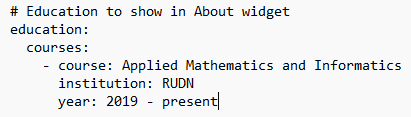 # Education to show in About widget
education:
  courses:
    - course: Applied Mathematics and Informatics
      institution: RUDN
      year: 2019 - present